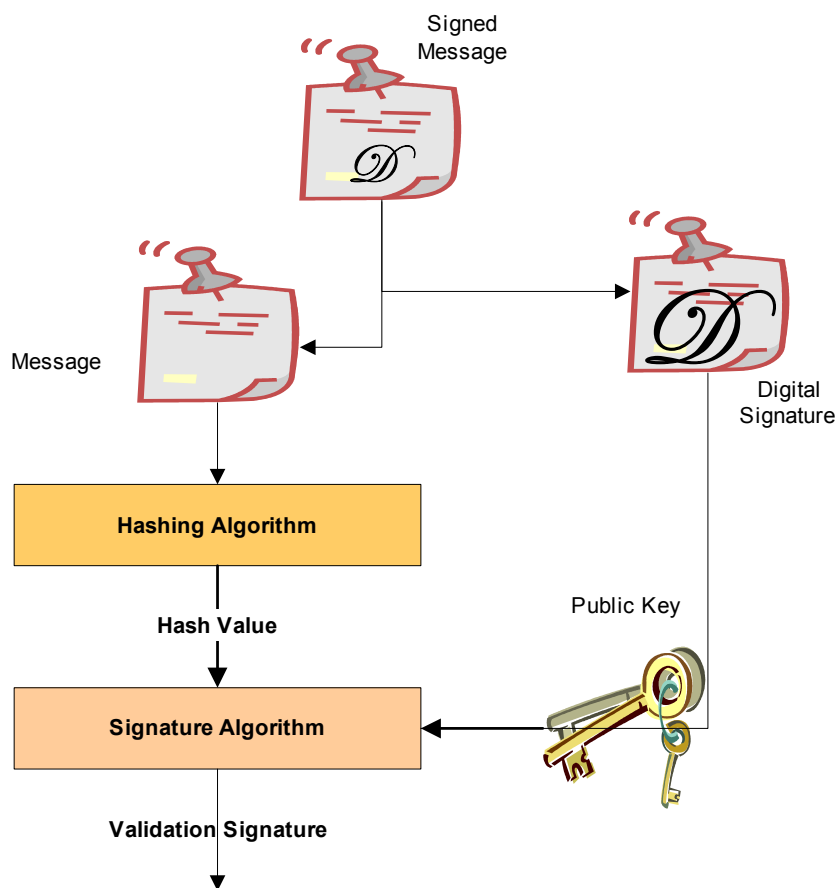 Signed
Message
D
Message
D
Digital
Signature
Hashing Algorithm
Hash Value
Public Key
Signature Algorithm
Validation Signature